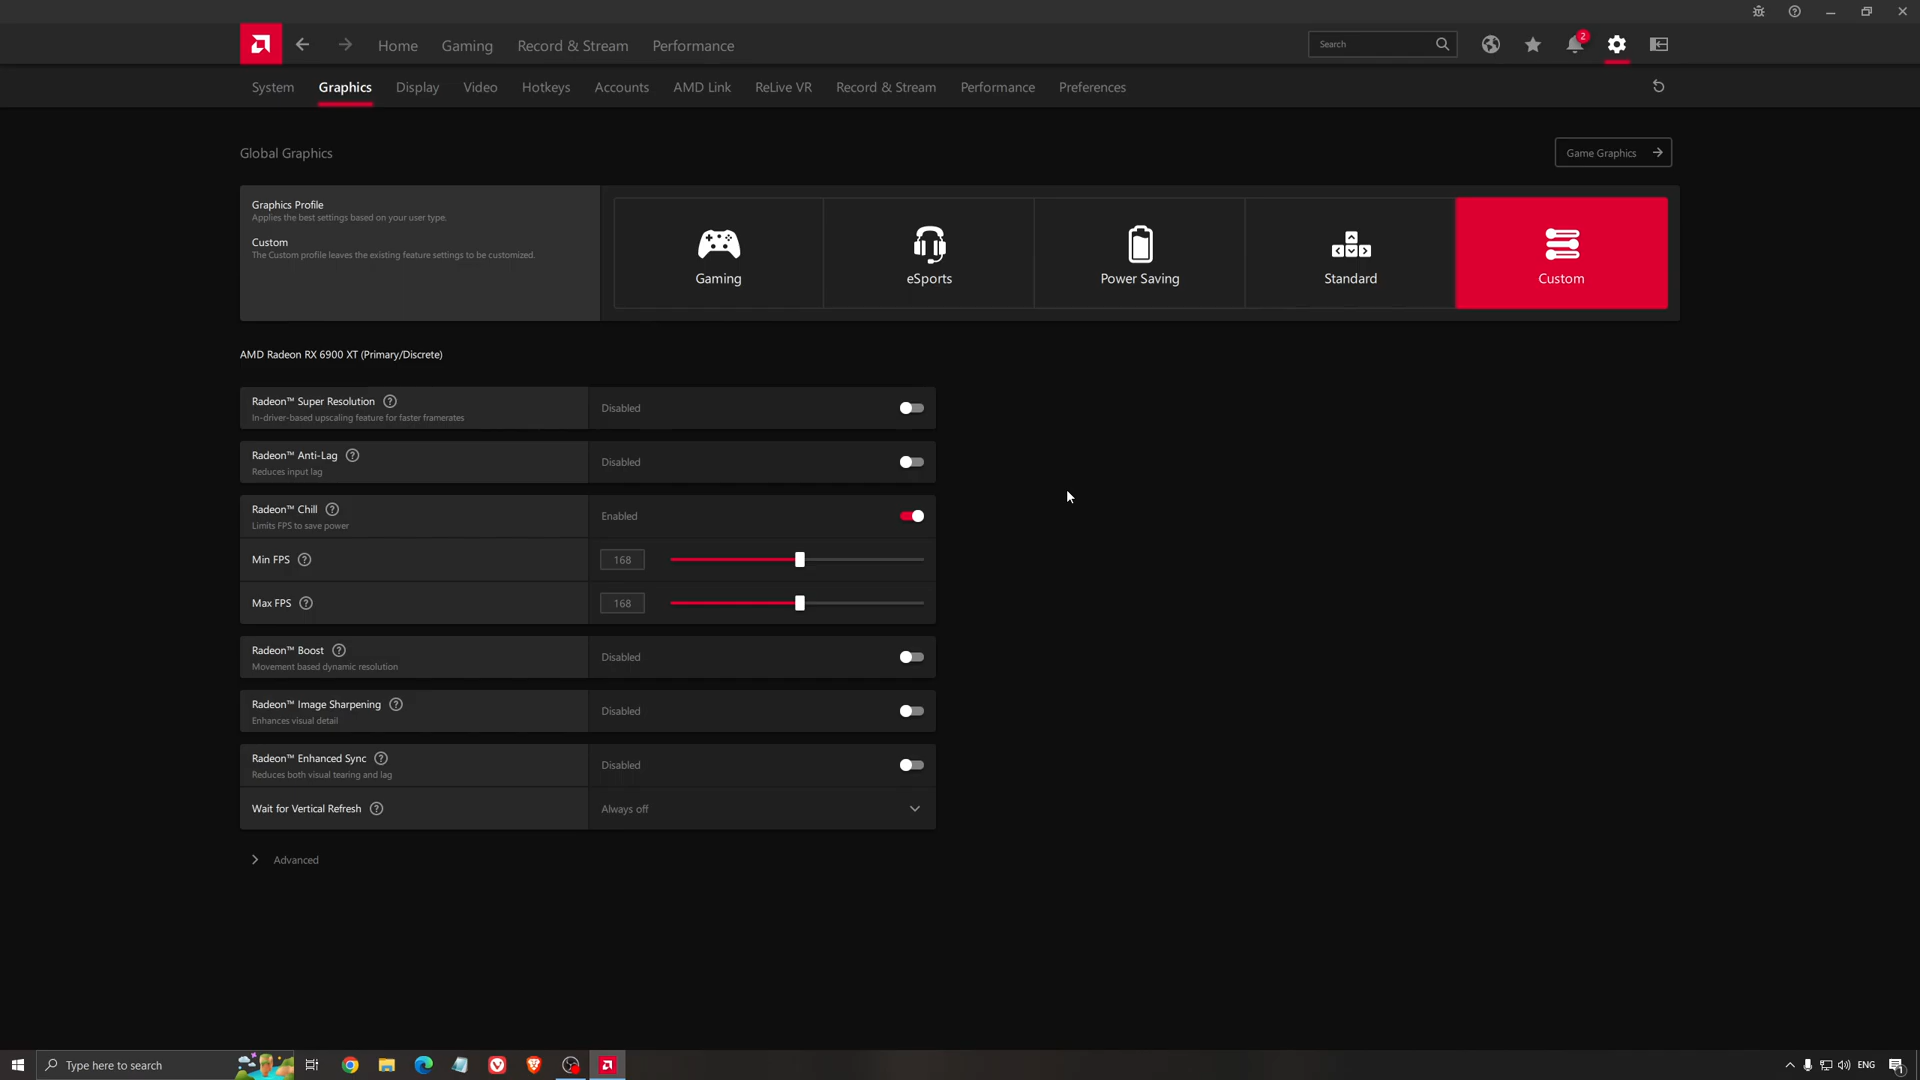 Home Gaming Record & Stream Performance Search 2
System Graphics Display Video Hotkeys Accounts AMD Link ReLive VR Record & Stream Performance Preferences
Global Graphics
Game Graphics
Graphics Profile
Applies the best settings based on your user type.
Custom
The Custom profile leaves the existing feature settings to be customized.
Gaming eSports Power Saving Standard Custom
AMD Radeon RX 6900 XT (Primary/Discrete)
Radeon™ Super Resolution
In-driver-based upscaling feature for faster framerates
Disabled
Radeon™ Anti-Lag
Reduces input lag
Disabled
Radeon™ Chill
Limits FPS to save power
Enabled
Min FPS 168
Max FPS 168
Radeon™ Boost
Movement based dynamic resolution
Disabled
Radeon™ Image Sharpening
Enhances visual detail
Disabled
Radeon™ Enhanced Sync
Reduces both visual tearing and lag
Disabled
Wait for Vertical Refresh Always off
Advanced
Type here to search ENG 1